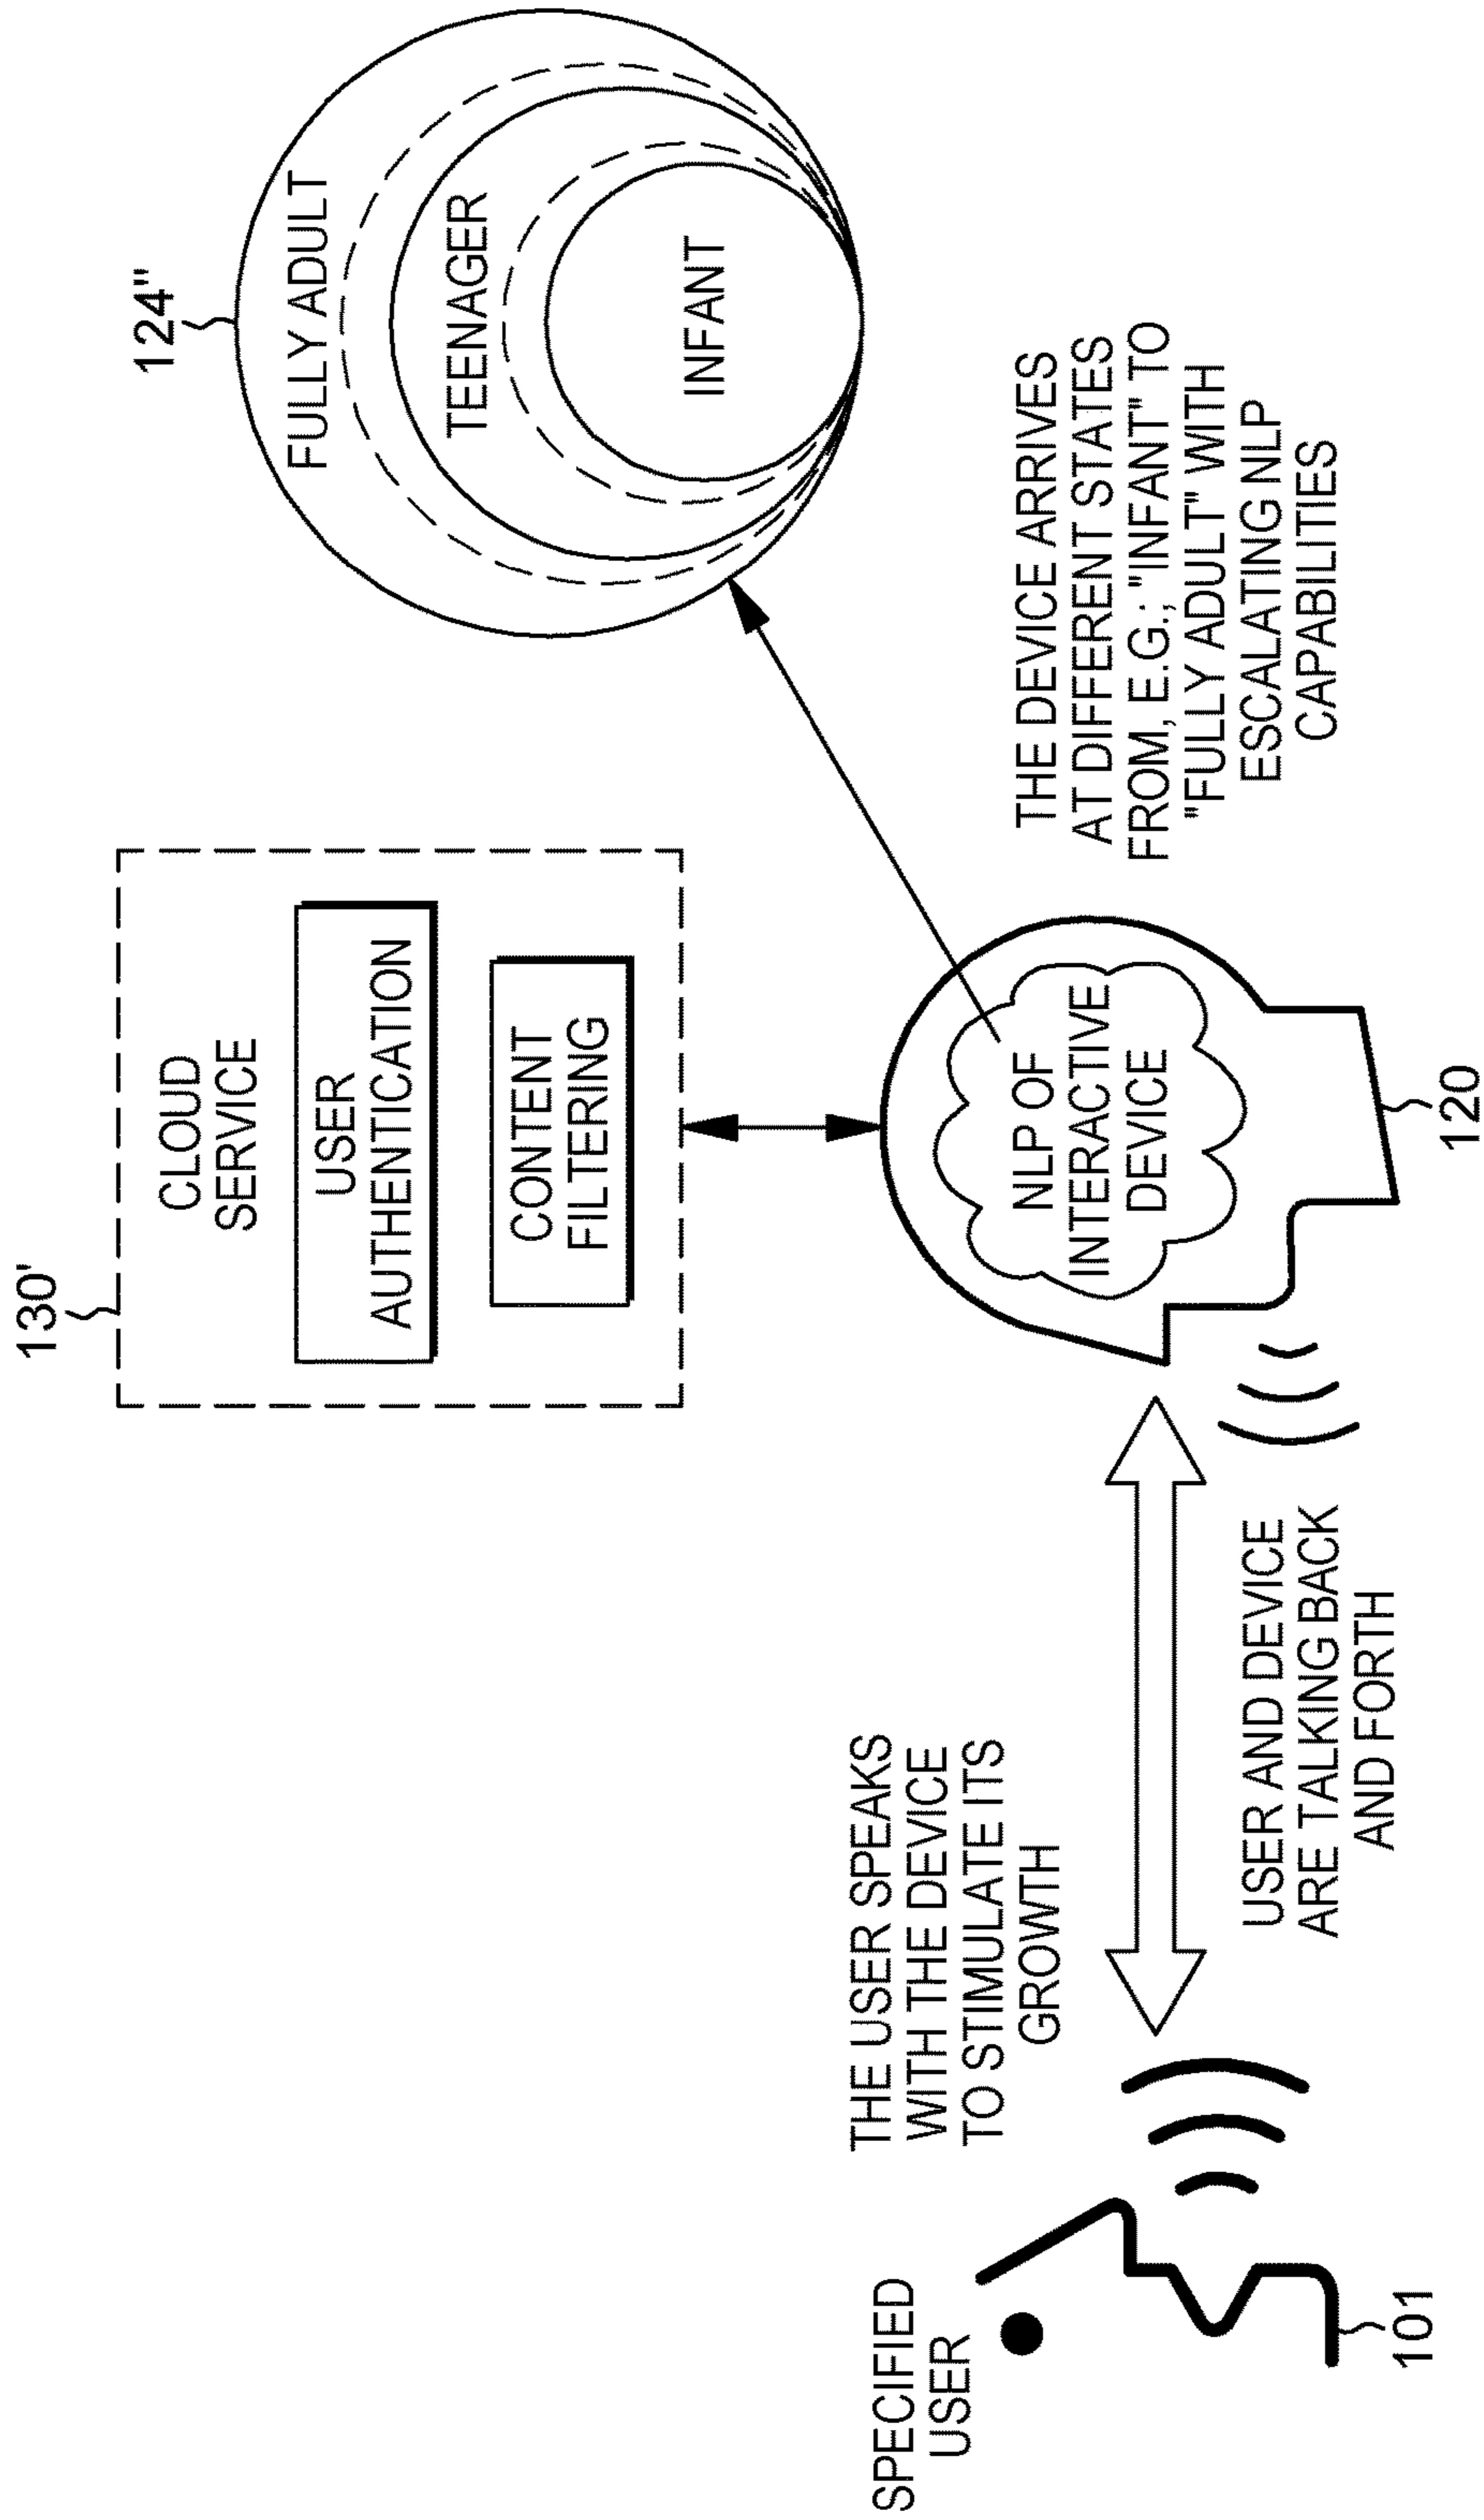 130'
CLOUD
SERVICE
USER
AUTHENTICATION
CONTENT
FILTERING
124"
FULLY ADULT
TEENAGER
INFANT
SPECIFIED
USER
101
THE USER SPEAKS
WITH THE DEVICE
TO STIMULATE ITS
GROWTH
USER AND DEVICE
ARE TALKING BACK
AND FORTH
NLP OF
INTERACTIVE
DEVICE
120
THE DEVICE ARRIVES
AT DIFFERENT STATES
FROM, E.G.; "INFANT" TO
"FULLY ADULT" WITH
ESCALATING NLP
CAPABILITIES